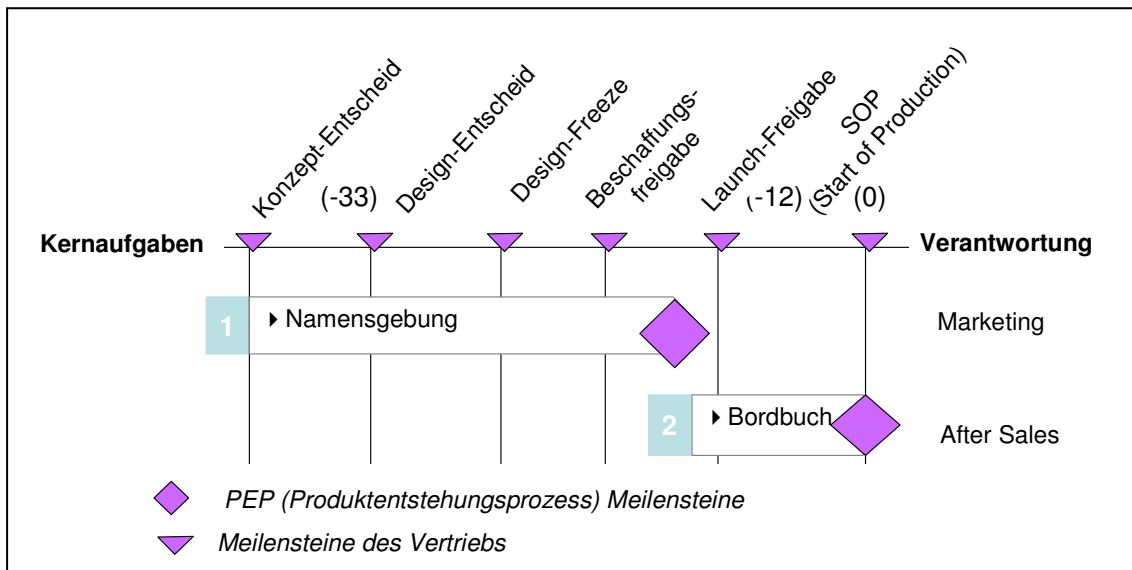 Konzept-Entscheid
(-33)
Design-Entscheid
Design-Freeze
Beschaffungs-
freigabe
Launch-Freigabe
(-12)
SOP
(Start of Production)
(0)
Kernaufgaben
Verantwortung
1
Namensgebung
Marketing
2
Bordbuch
After Sales
PEP (Produktentstehungsprozess) Meilensteine
Meilensteine des Vertriebs